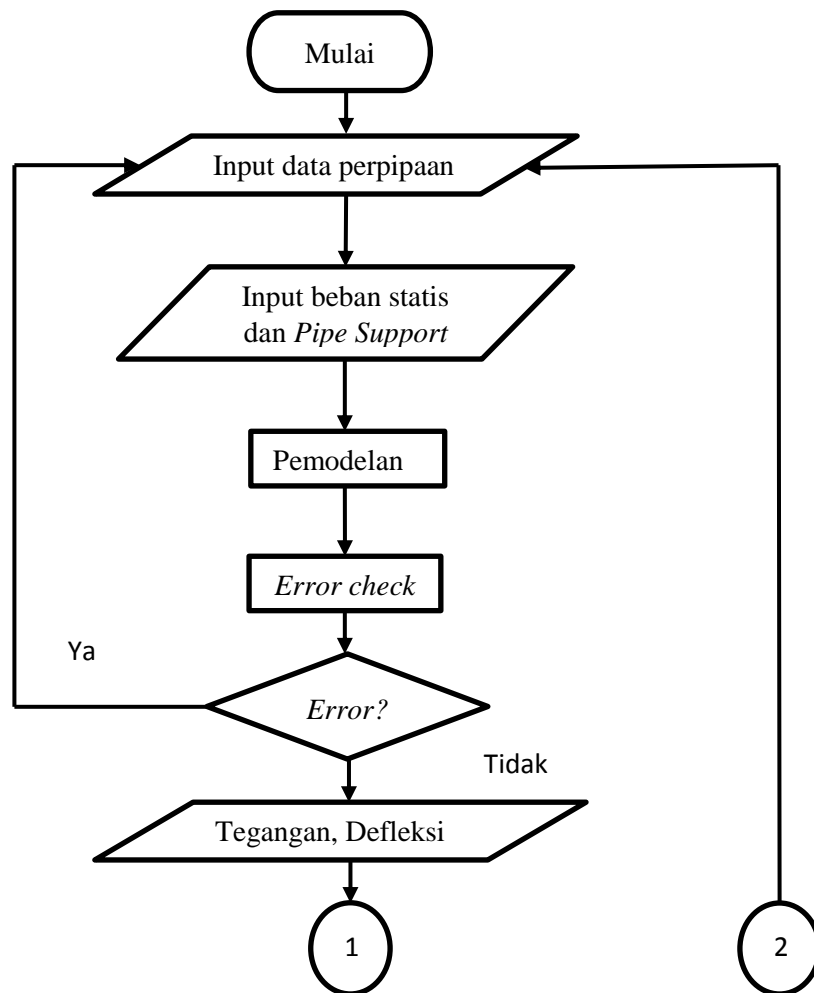 Mulai
Input data perpipaan
Input beban statis
dan Pipe Support
Pemodelan
Error check
Ya
Error?
Tidak
Tegangan, Defleksi
1
2